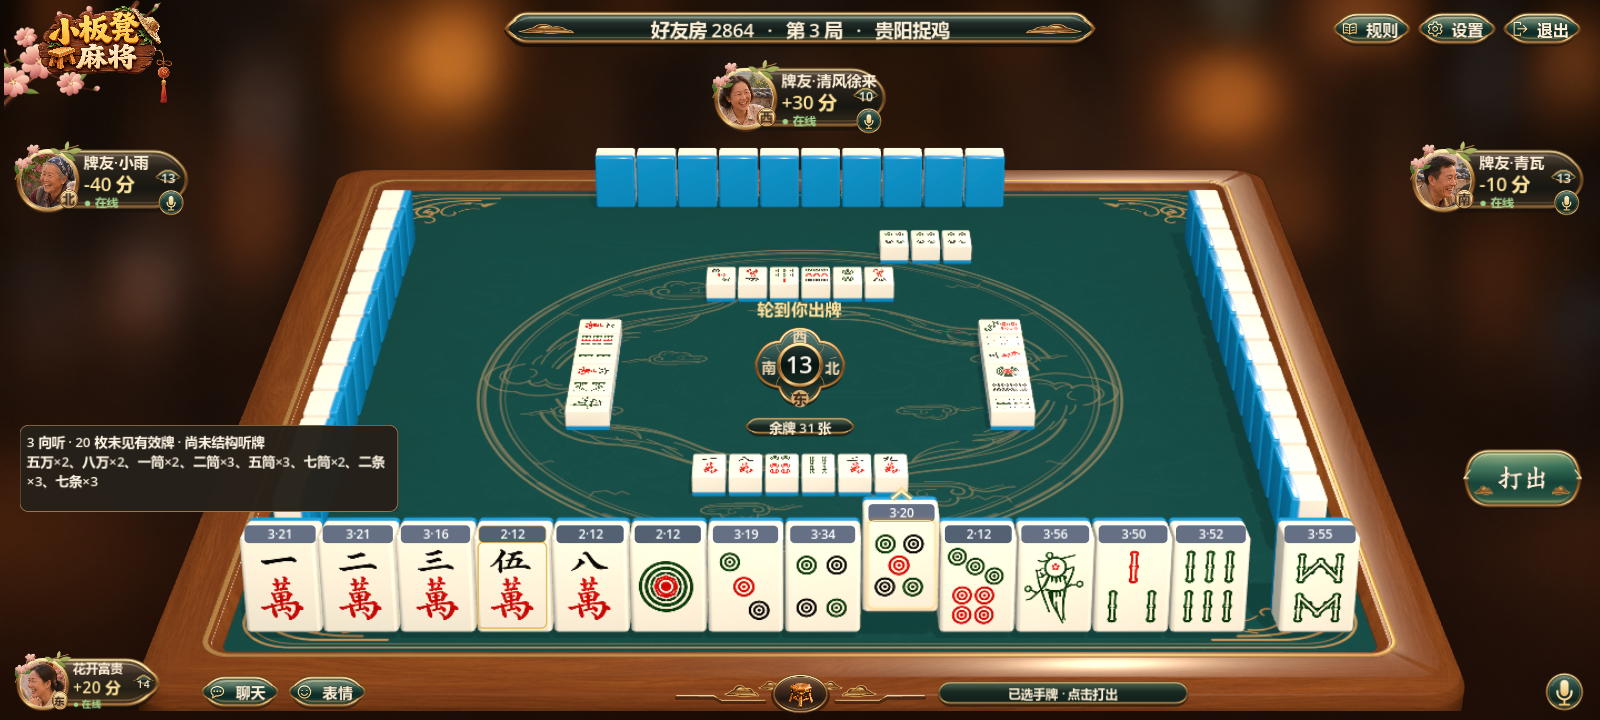 小板凳
麻将
好友房 2864 · 第 3 局 · 贵阳捉鸡
规则
设置
退出
牌友·清风徐来
+30 分
10
西
在线
牌友·小雨
-40 分
13
北
在线
牌友·青瓦
-10 分
13
南
在线
轮到你出牌
西
南
13
北
东
余牌 31 张
3 向听 · 20 枚未见有效牌 · 尚未结构听牌
五万×2、八万×2、一筒×2、二筒×3、五筒×3、七筒×2、二条
×3、七条×3
打出
3·21
3·21
3·16
2·12
2·12
2·12
3·19
3·34
3·20
2·12
3·56
3·50
3·52
3·55
一萬
二萬
三萬
伍萬
八萬
花开富贵
+20 分
14
东
在线
聊天
表情
已选手牌 · 点击打出